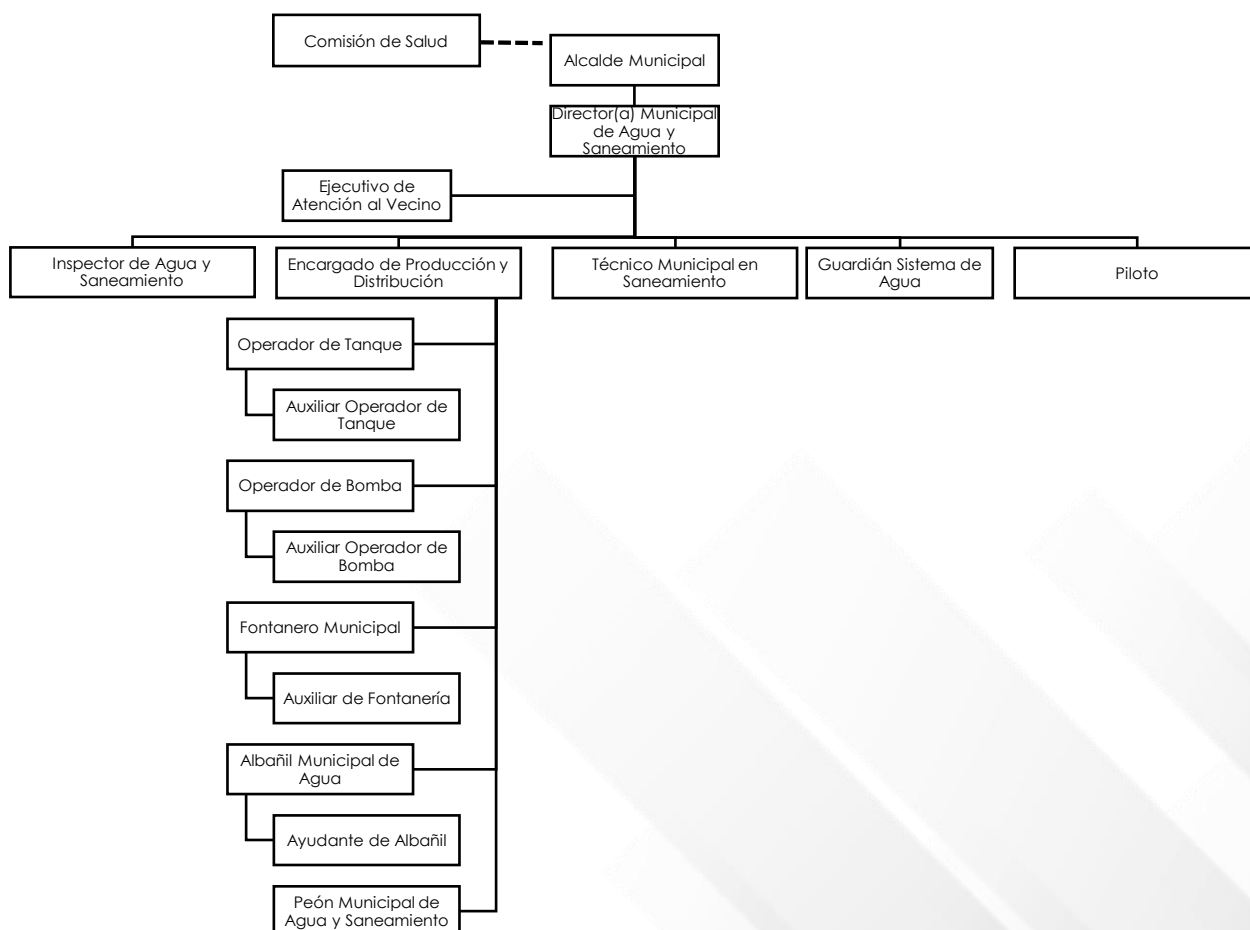 Comisión de Salud
Alcalde Municipal
Director(a) Municipal
de Agua y
Saneamiento
Ejecutivo de
Atención al Vecino
Inspector de Agua y
Saneamiento
Encargado de Producción y
Distribución
Técnico Municipal en
Saneamiento
Guardián Sistema de
Agua
Piloto
Operador de Tanque
Auxiliar Operador de
Tanque
Operador de Bomba
Auxiliar Operador de
Bomba
Fontanero Municipal
Auxiliar de Fontanería
Albañil Municipal de
Agua
Ayudante de Albañil
Peón Municipal de
Agua y Saneamiento